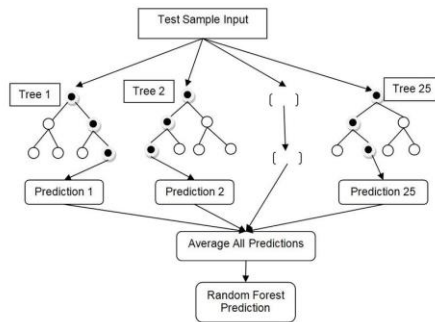 Test Sample Input
Tree 1
Tree 2
Tree 25
Prediction 1
Prediction 2
Prediction 25
Average All Predictions
Random Forest
Prediction